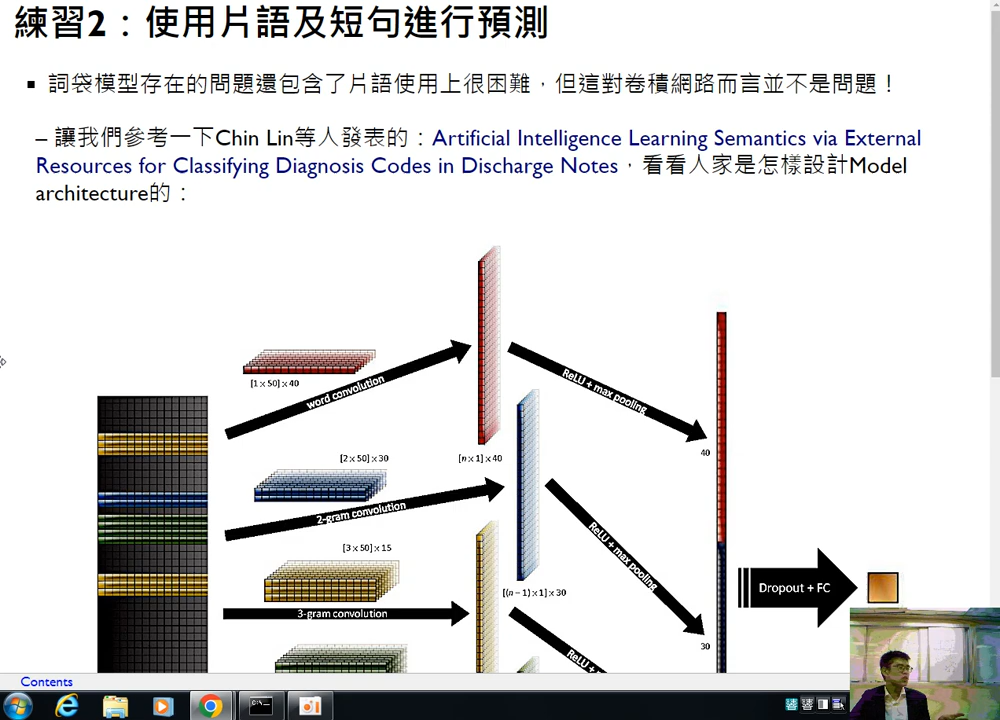 練習2：使用片語及短句進行預測
▪ 詞袋模型存在的問題還包含了片語使用上很困難，但這對卷積網路而言並不是問題！
– 讓我們參考一下Chin Lin等人發表的：Artificial Intelligence Learning Semantics via External
Resources for Classifying Diagnosis Codes in Discharge Notes，看看人家是怎樣設計Model
architecture的：
[1 x 50] x 40
word convolution
ReLU + max pooling
40
[2 x 50] x 30
[n x 1] x 40
2-gram convolution
ReLU + max pooling
[3 x 50] x 15
[(n − 1) x 1] x 30
Dropout + FC
3-gram convolution
30
ReLU +
Contents